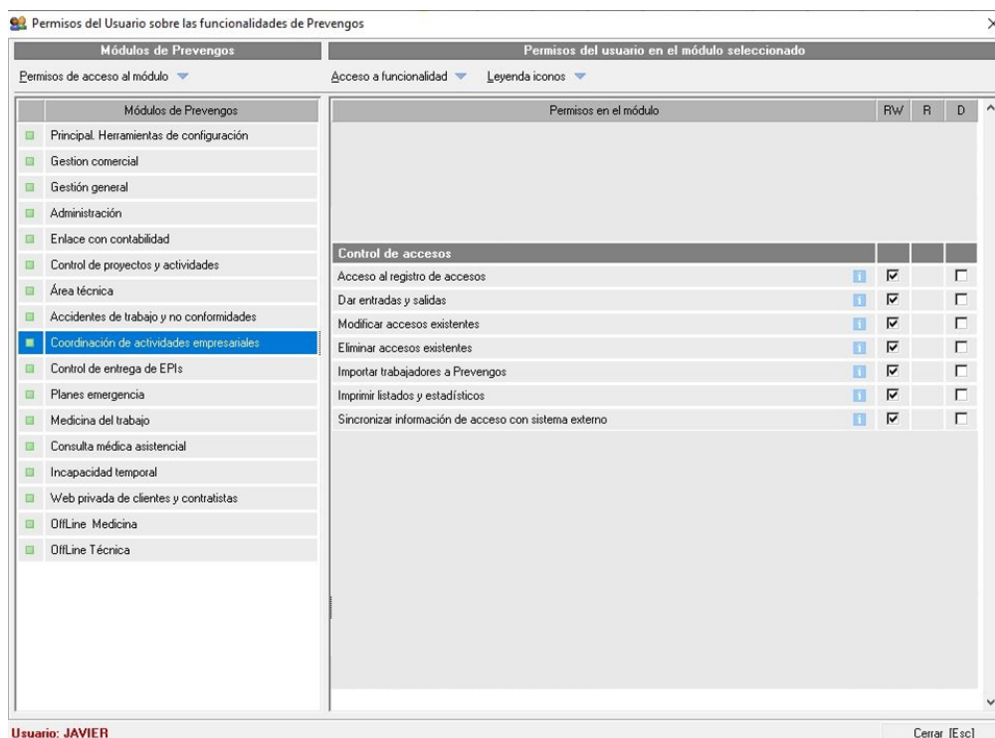 Permisos del Usuario sobre las funcionalidades de Prevengos
Módulos de Prevengos
Permisos de acceso al módulo
Módulos de Prevengos
Principal. Herramientas de configuración
Gestion comercial
Gestión general
Administración
Enlace con contabilidad
Control de proyectos y actividades
Área técnica
Accidentes de trabajo y no conformidades
Coordinación de actividades empresariales
Control de entrega de EPIs
Planes emergencia
Medicina del trabajo
Consulta médica asistencial
Incapacidad temporal
Web privada de clientes y contratistas
OffLine Medicina
OffLine Técnica
Permisos del usuario en el módulo seleccionado
Acceso a funcionalidad Leyenda iconos
Permisos en el módulo RW R D
Control de accesos
Acceso al registro de accesos
Dar entradas y salidas
Modificar accesos existentes
Eliminar accesos existentes
Importar trabajadores a Prevengos
Imprimir listados y estadísticos
Sincronizar información de acceso con sistema externo
Usuario: JAVIER
Cerrar [Esc]